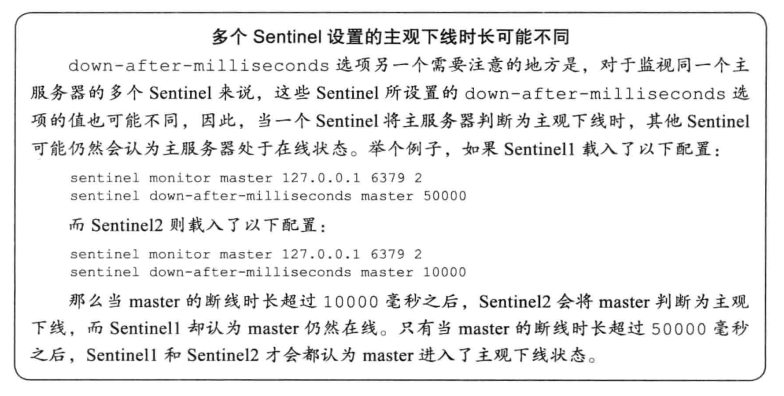 多个 Sentinel 设置的主观下线时长可能不同
down-after-milliseconds 选项另一个需要注意的地方是，对于监视同一个主
服务器的多个 Sentinel 来说，这些 Sentinel 所设置的 down-after-milliseconds 选
项的值也可能不同，因此，当一个 Sentinel 将主服务器判断为主观下线时，其他 Sentinel
可能仍然会认为主服务器处于在线状态。举个例子，如果 Sentinel1 载入了以下配置：
sentinel monitor master 127.0.0.1 6379 2
sentinel down-after-milliseconds master 50000
而 Sentinel2 则载入了以下配置：
sentinel monitor master 127.0.0.1 6379 2
sentinel down-after-milliseconds master 10000
那么当 master 的断线时长超过 10000 毫秒之后，Sentinel2 会将 master 判断为主观
下线，而 Sentinel1 却认为 master 仍然在线。只有当 master 的断线时长超过 50000 毫秒
之后，Sentinel1 和 Sentinel2 才会都认为 master 进入了主观下线状态。